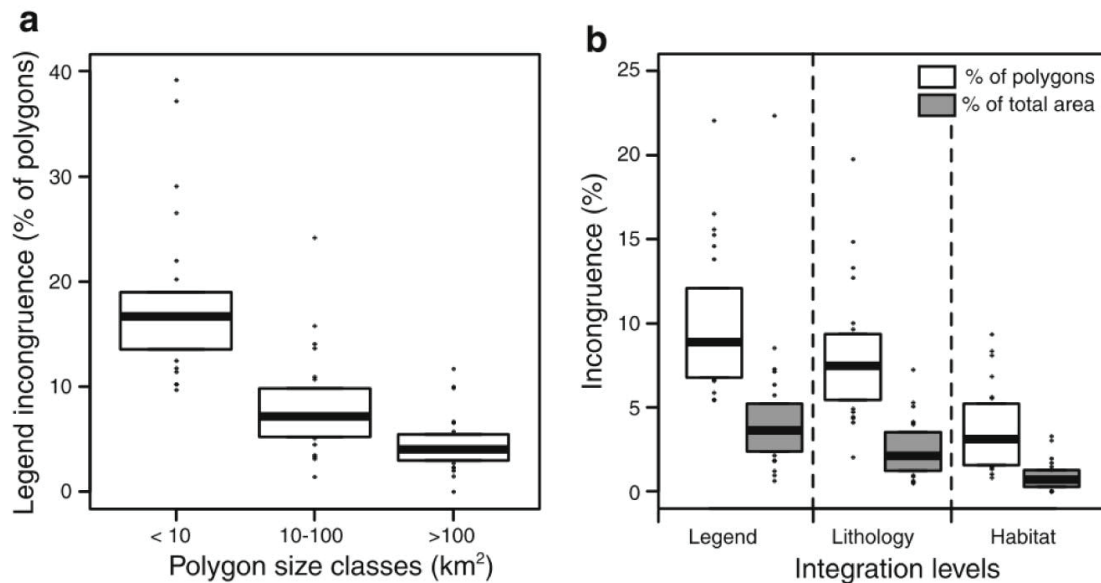 a
Legend incongruence (% of polygons)
40
30
20
10
0
< 10
10-100
>100
Polygon size classes (km²)
b
Incongruence (%)
25
20
15
10
5
0
% of polygons
% of total area
Legend
Lithology
Habitat
Integration levels